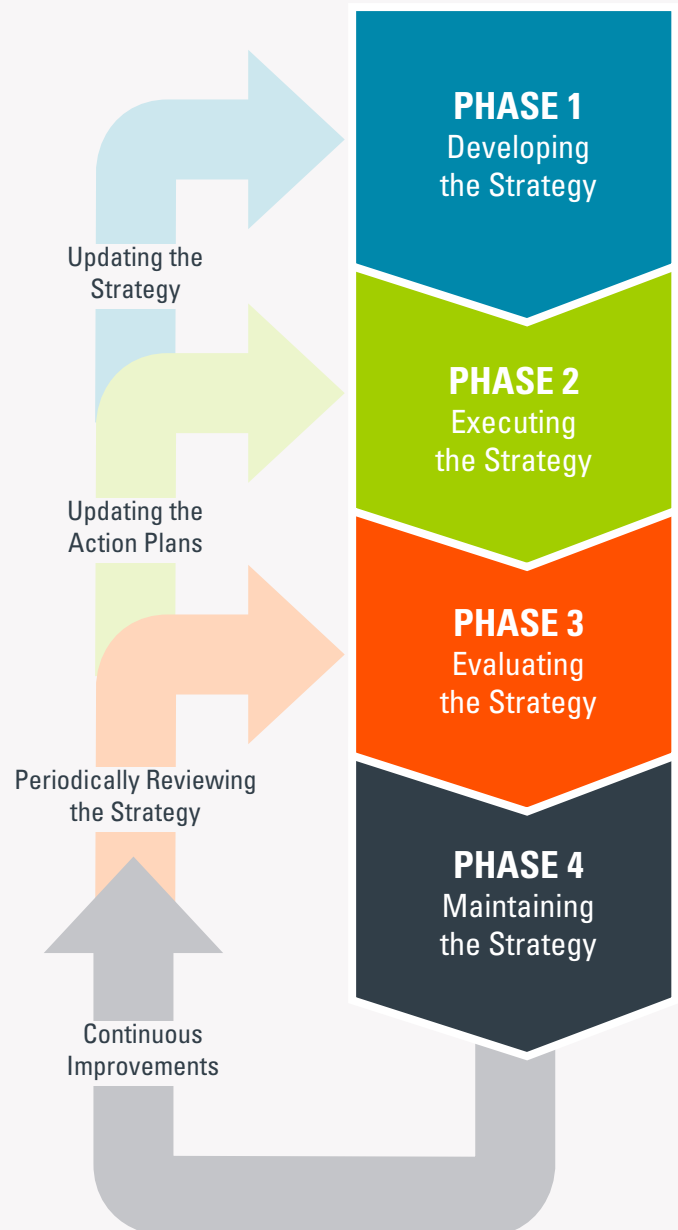 PHASE 1
Developing
the Strategy
Updating the
Strategy
PHASE 2
Executing
the Strategy
Updating the
Action Plans
PHASE 3
Evaluating
the Strategy
Periodically Reviewing
the Strategy
PHASE 4
Maintaining
the Strategy
Continuous
Improvements